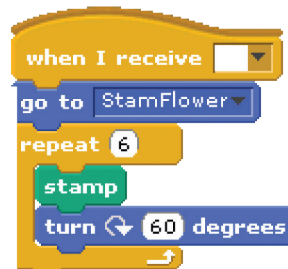 when I receive
go to StamFlower
repeat 6
stamp
turn 60 degrees